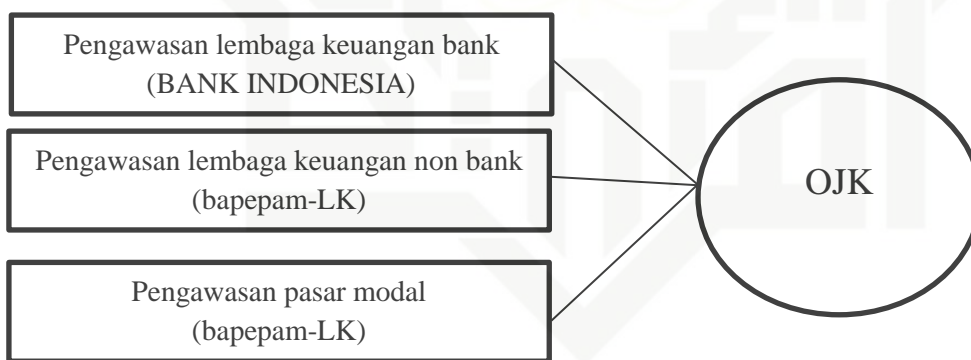 Pengawasan lembaga keuangan bank
(BANK INDONESIA)
Pengawasan lembaga keuangan non bank
(bapepam-LK)
Pengawasan pasar modal
(bapepam-LK)
OJK